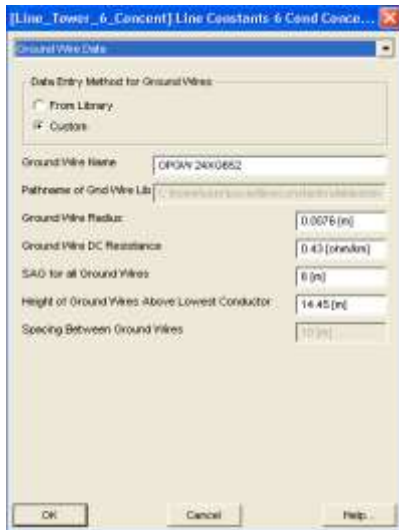 [Line_Tower_6_Concent] Line Constants 6 Cond Conce...
Ground Wire Data
Data Entry Method for Ground Wires
From Library
Custom
Ground Wire Name
OPGW 24XG652
Pathname of Gnd Wire Lib
Ground Wire Radius
0.0076 [m]
Ground Wire DC Resistance
0.43 [ohm/km]
SAG for all Ground Wires
6 [m]
Height of Ground Wires Above Lowest Conductor
14.45 [m]
Spacing Between Ground Wires
10 [m]
OK
Cancel
Help...